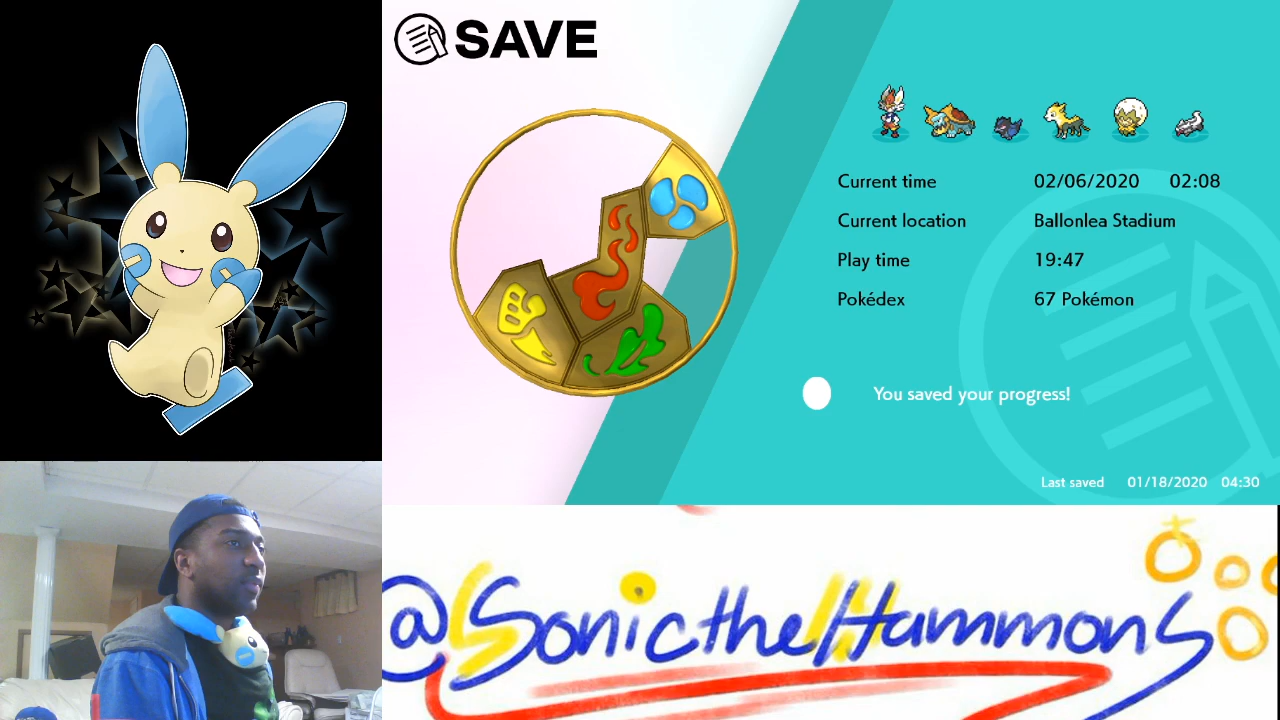 SAVE
Current time 02/06/2020 02:08
Current location Ballonlea Stadium
Play time 19:47
Pokédex 67 Pokémon
You saved your progress!
Last saved 01/18/2020 04:30
@SonictheHammons